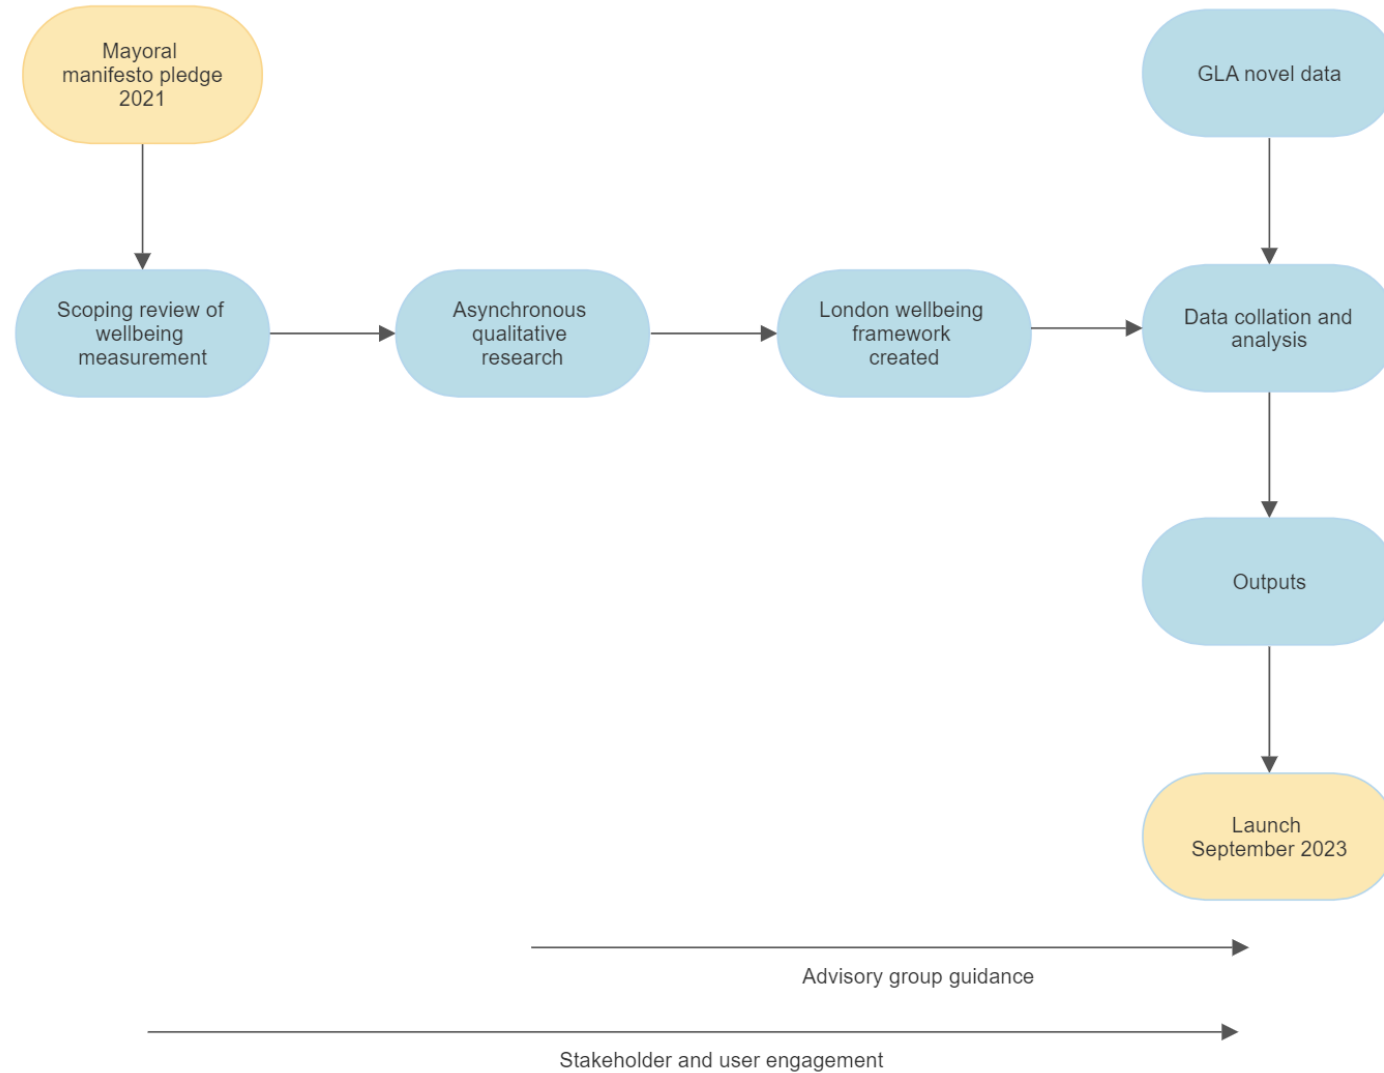 Mayoral
manifesto pledge
2021
GLA novel data
Scoping review of
wellbeing
measurement
Asynchronous
qualitative
research
London wellbeing
framework
created
Data collation and
analysis
Outputs
Launch
September 2023
Advisory group guidance
Stakeholder and user engagement